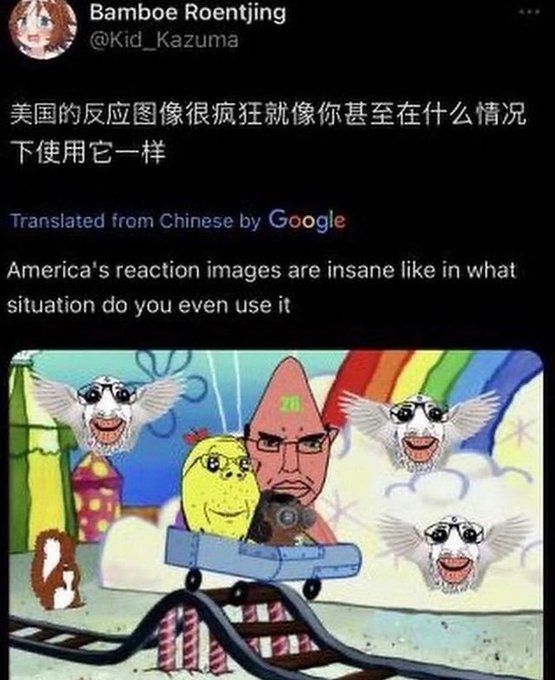 Bamboe Roentjing
@Kid_Kazuma
美国的反应图像很疯狂就像你甚至在什么情况
下使用它一样
Translated from Chinese by Google
America's reaction images are insane like in what
situation do you even use it
28.